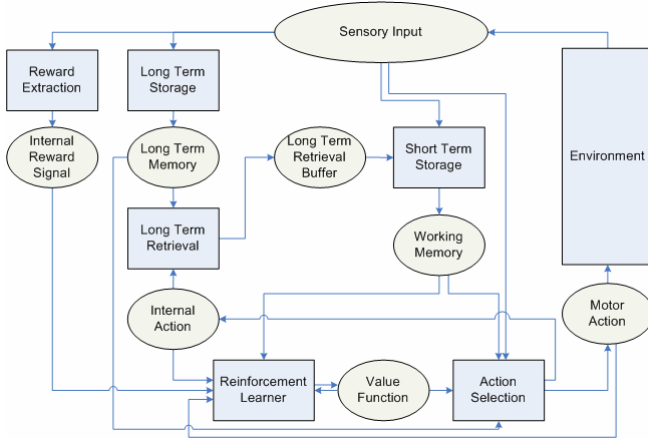 Sensory Input
Reward
Extraction
Long Term
Storage
Internal
Reward
Signal
Long Term
Memory
Long Term
Retrieval
Buffer
Short Term
Storage
Environment
Long Term
Retrieval
Working
Memory
Internal
Action
Motor
Action
Reinforcement
Learner
Value
Function
Action
Selection